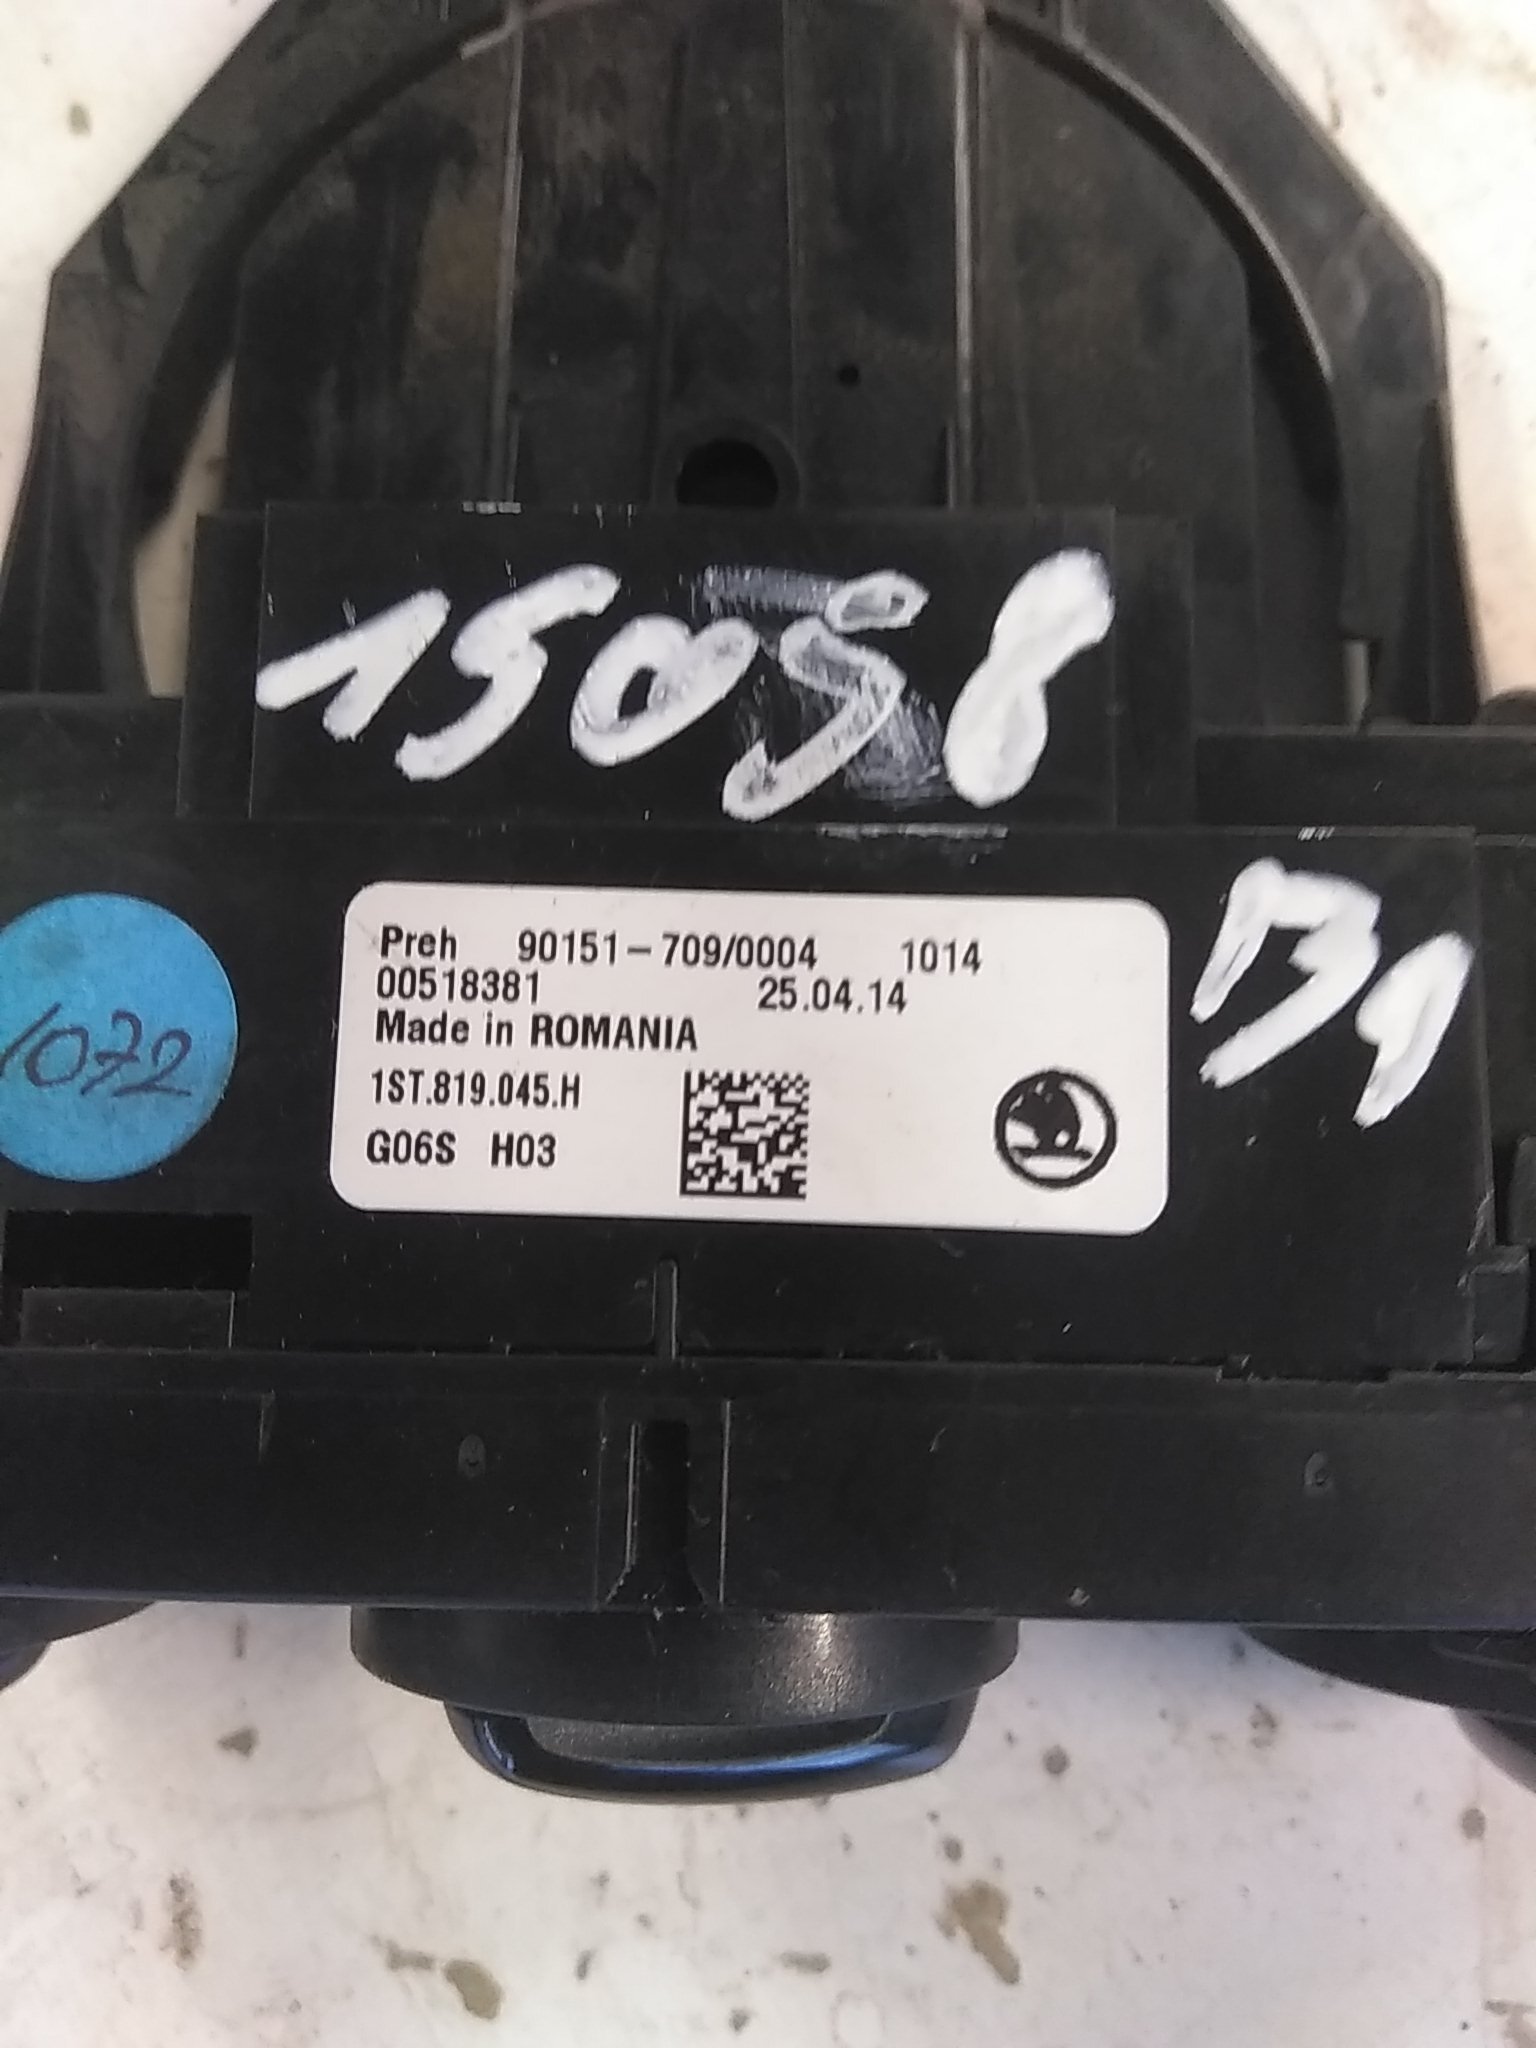 15058
Preh 90151-709/0004 1014
00518381 25.04.14
Made in ROMANIA
1ST.819.045.H
G06S H03
1072